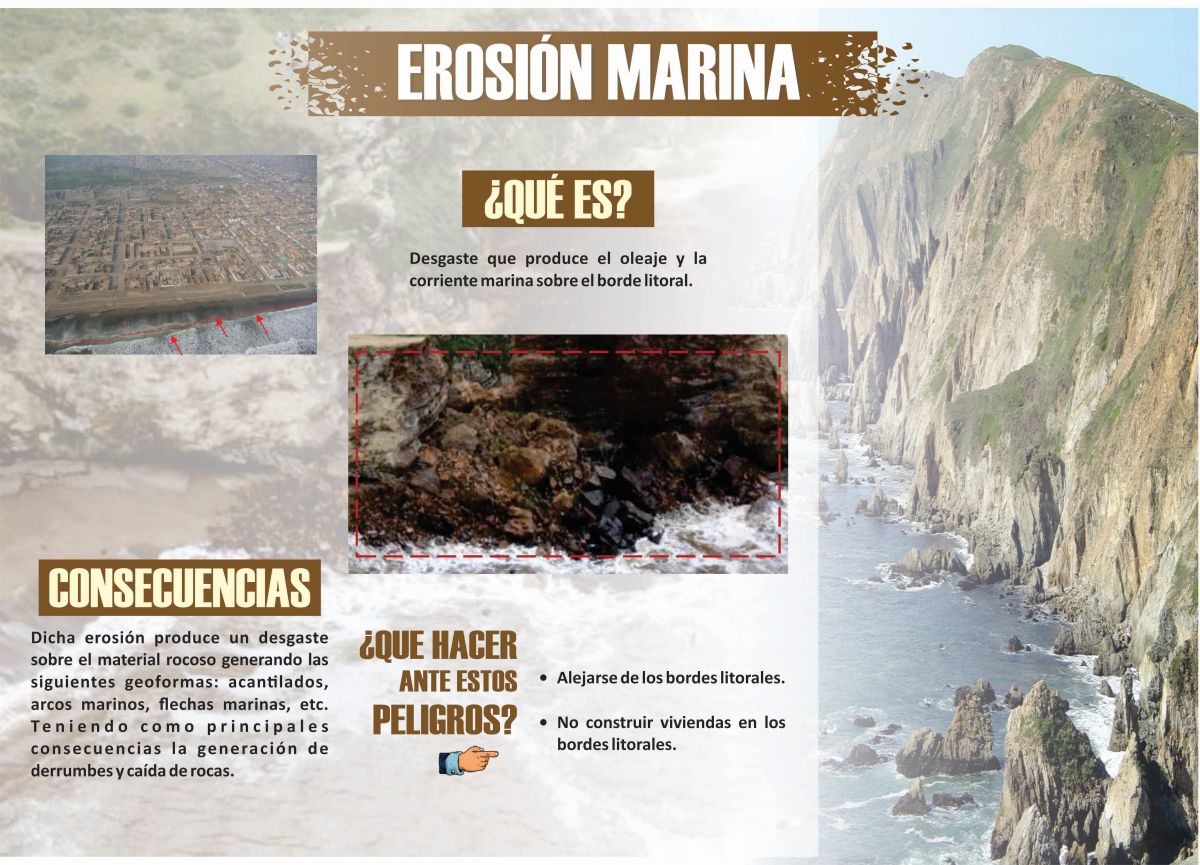 EROSIÓN MARINA
¿QUÉ ES?
Desgaste que produce el oleaje y la
corriente marina sobre el borde litoral.
CONSECUENCIAS
Dicha erosión produce un desgaste
sobre el material rocoso generando las
siguientes geoformas: acantilados,
arcos marinos, flechas marinas, etc.
Teniendo como principales
consecuencias la generación de
derrumbes y caída de rocas.
¿QUE HACER
ANTE ESTOS
PELIGROS?
• Alejarse de los bordes litorales.
• No construir viviendas en los
bordes litorales.